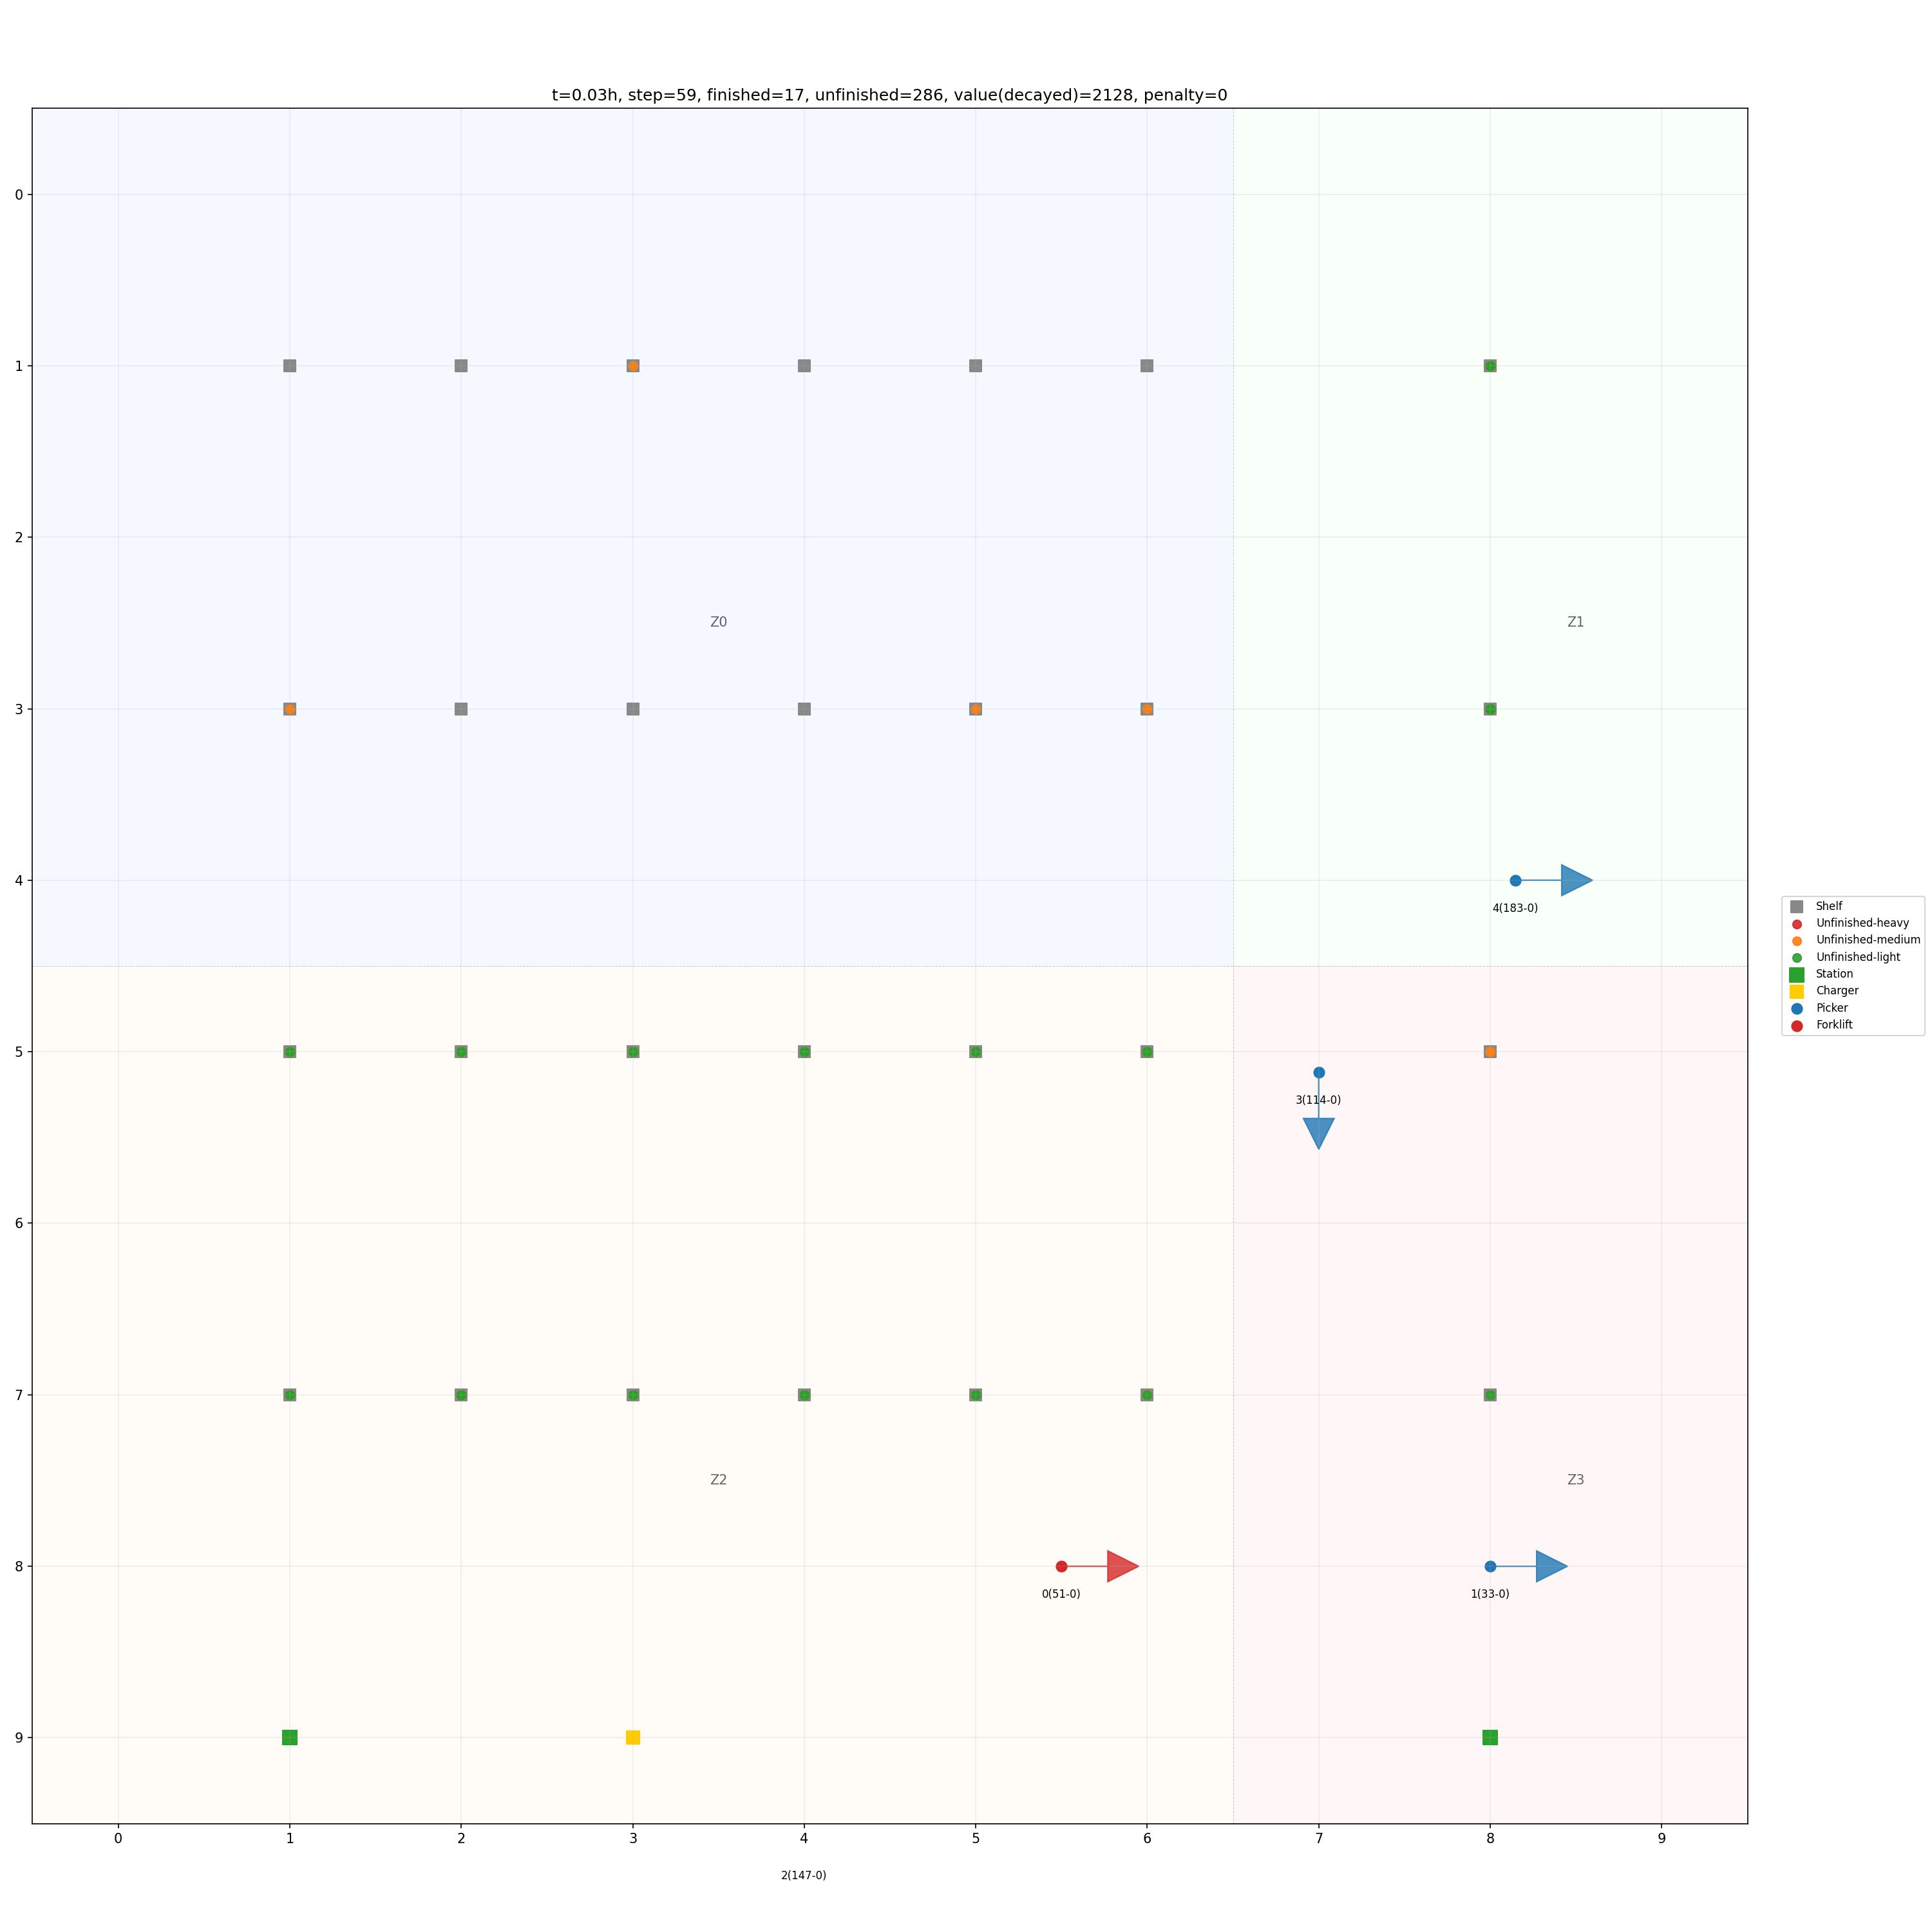 t=0.03h, step=59, finished=17, unfinished=286, value(decayed)=2128, penalty=0
0
1
2
Z0
Z1
3
4
4(183-0)
Shelf
Unfinished-heavy
Unfinished-medium
Unfinished-light
Station
Charger
Picker
Forklift
5
3(114-0)
6
7
Z2
Z3
8
0(51-0)
1(33-0)
9
0 1 2 3 4 5 6 7 8 9
2(147-0)